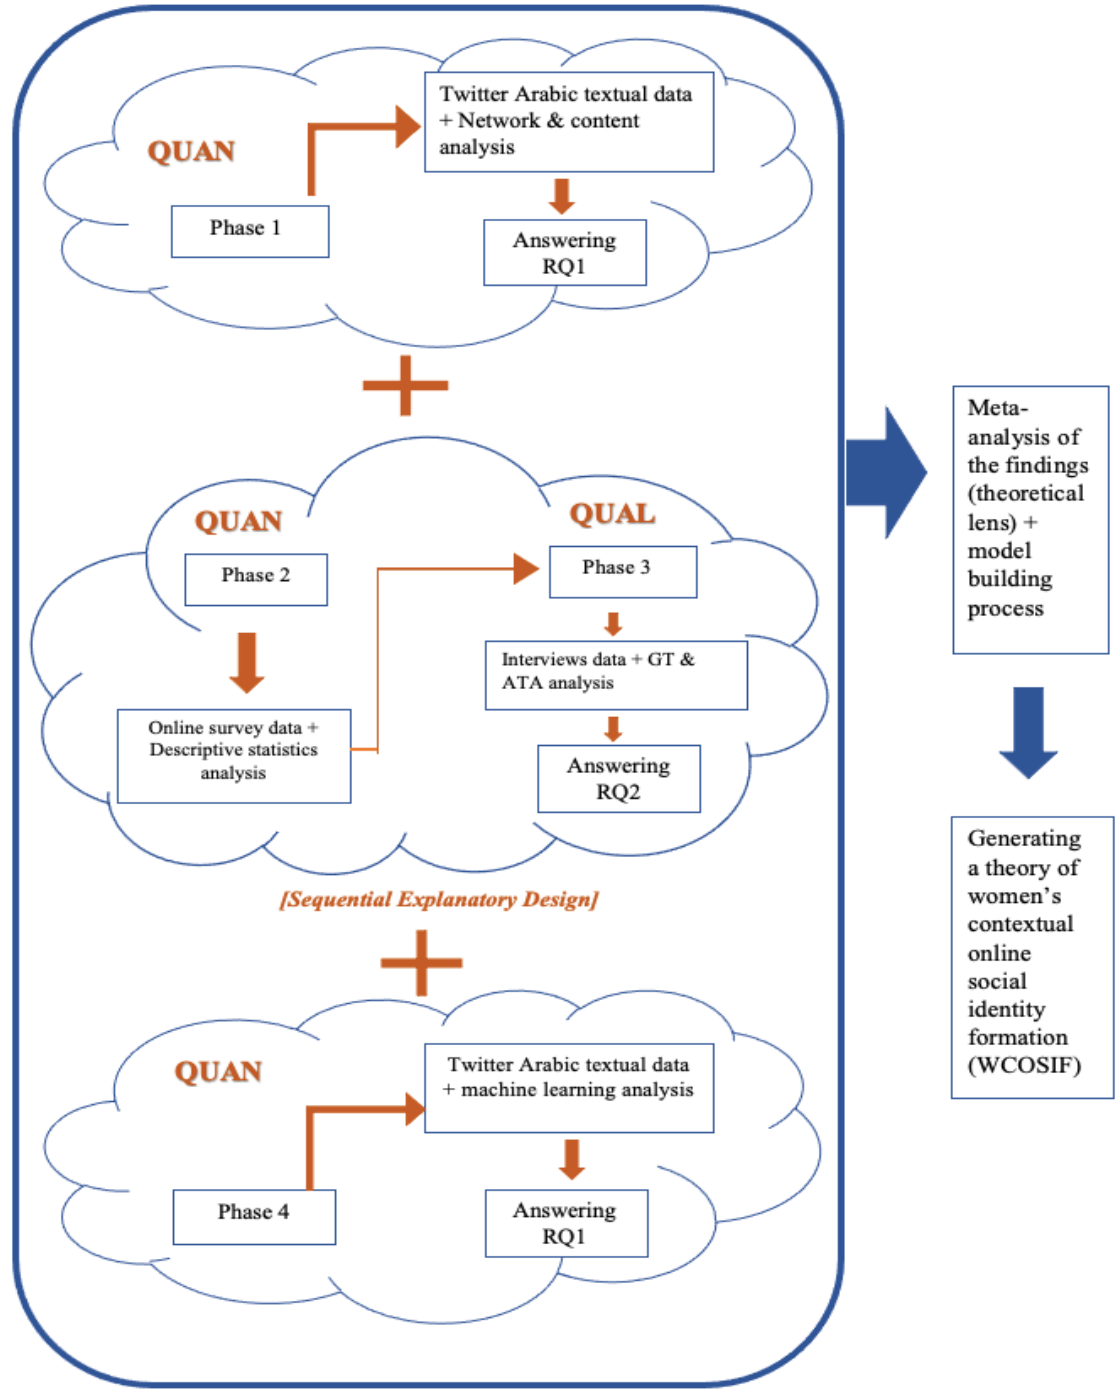 QUAN
Phase 1
Twitter Arabic textual data
+ Network & content
analysis
Answering
RQ1
QUAN
Phase 2
Online survey data +
Descriptive statistics
analysis
QUAL
Phase 3
Interviews data + GT &
ATA analysis
Answering
RQ2
[Sequential Explanatory Design]
QUAN
Phase 4
Twitter Arabic textual data
+ machine learning analysis
Answering
RQ1
Meta-
analysis of
the findings
(theoretical
lens) +
model
building
process
Generating
a theory of
women’s
contextual
online
social
identity
formation
(WCOSIF)